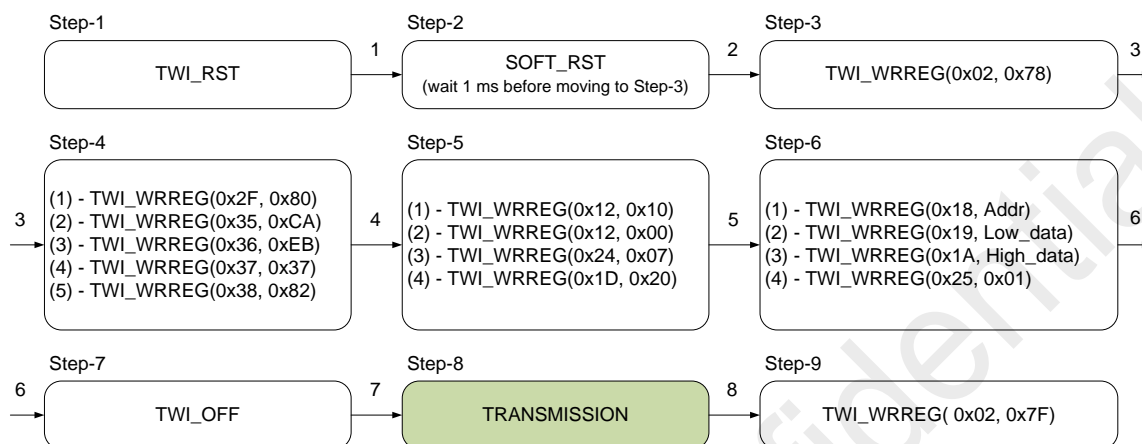 Step-1
TWI_RST
1
Step-2
SOFT_RST
(wait 1 ms before moving to Step-3)
2
Step-3
TWI_WRREG(0x02, 0x78)
3
3
Step-4
(1) - TWI_WRREG(0x2F, 0x80)
(2) - TWI_WRREG(0x35, 0xCA)
(3) - TWI_WRREG(0x36, 0xEB)
(4) - TWI_WRREG(0x37, 0x37)
(5) - TWI_WRREG(0x38, 0x82)
4
Step-5
(1) - TWI_WRREG(0x12, 0x10)
(2) - TWI_WRREG(0x12, 0x00)
(3) - TWI_WRREG(0x24, 0x07)
(4) - TWI_WRREG(0x1D, 0x20)
5
Step-6
(1) - TWI_WRREG(0x18, Addr)
(2) - TWI_WRREG(0x19, Low_data)
(3) - TWI_WRREG(0x1A, High_data)
(4) - TWI_WRREG(0x25, 0x01)
6
6
Step-7
TWI_OFF
7
Step-8
TRANSMISSION
8
Step-9
TWI_WRREG( 0x02, 0x7F)